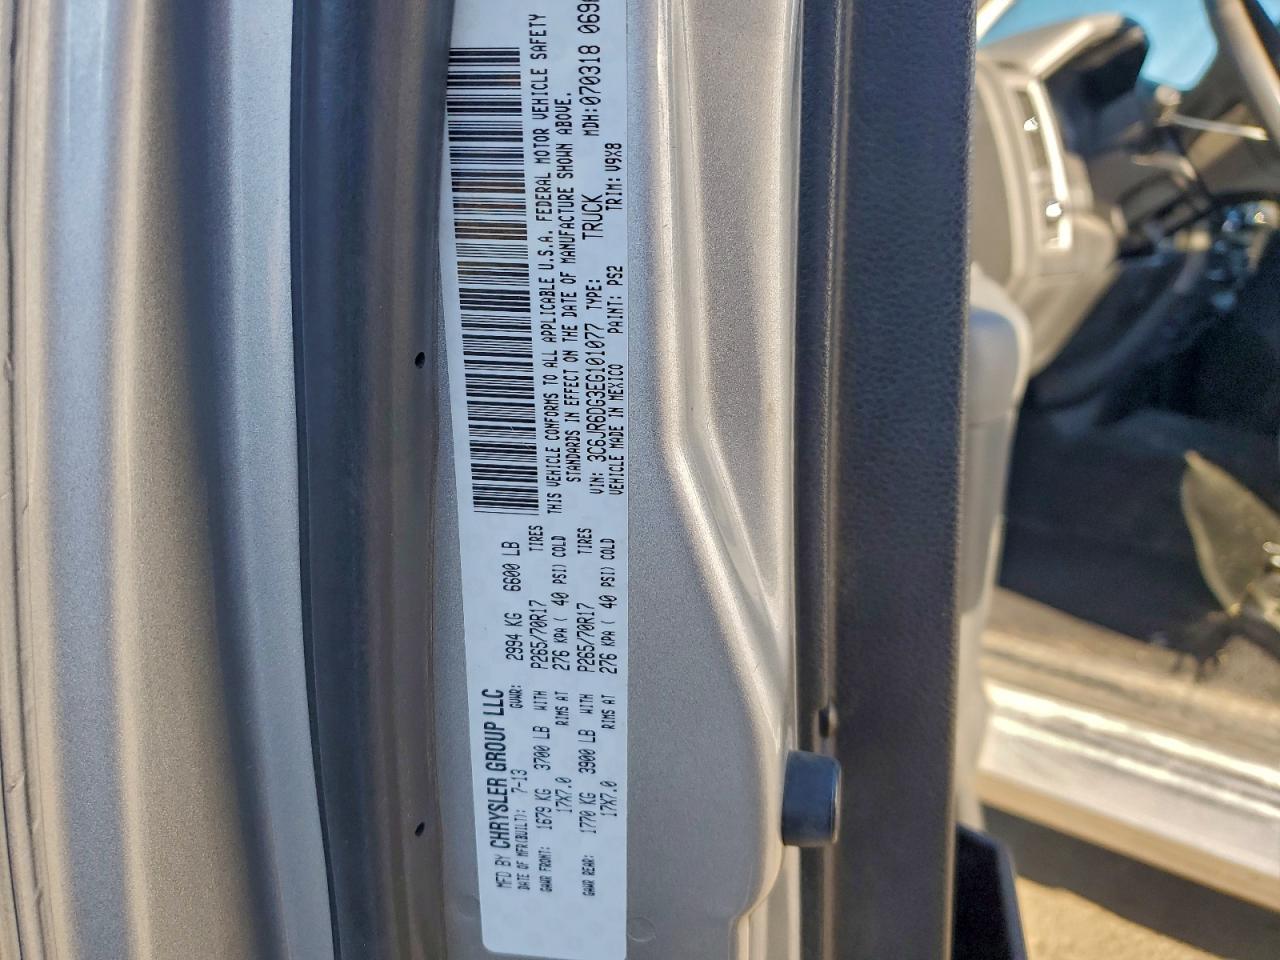 MFD BY CHRYSLER GROUP LLC
DATE OF MFR(BUILT): 7-13 GVWR: 2994 KG 6600 LB
GAWR FRONT: 1679 KG 3700 LB WITH P265/70R17 TIRES
17X7.0 RIMS AT 276 KPA ( 40 PSI) COLD
GAWR REAR: 1770 KG 3900 LB WITH P265/70R17 TIRES
17X7.0 RIMS AT 276 KPA ( 40 PSI) COLD
THIS VEHICLE CONFORMS TO ALL APPLICABLE U.S.A. FEDERAL MOTOR VEHICLE SAFETY
STANDARDS IN EFFECT ON THE DATE OF MANUFACTURE SHOWN ABOVE.
VIN: 3C6JR6DG3EG101077 TYPE: TRUCK MDH:070318
VEHICLE MADE IN MEXICO PAINT: PS2 TRIM: V9X8